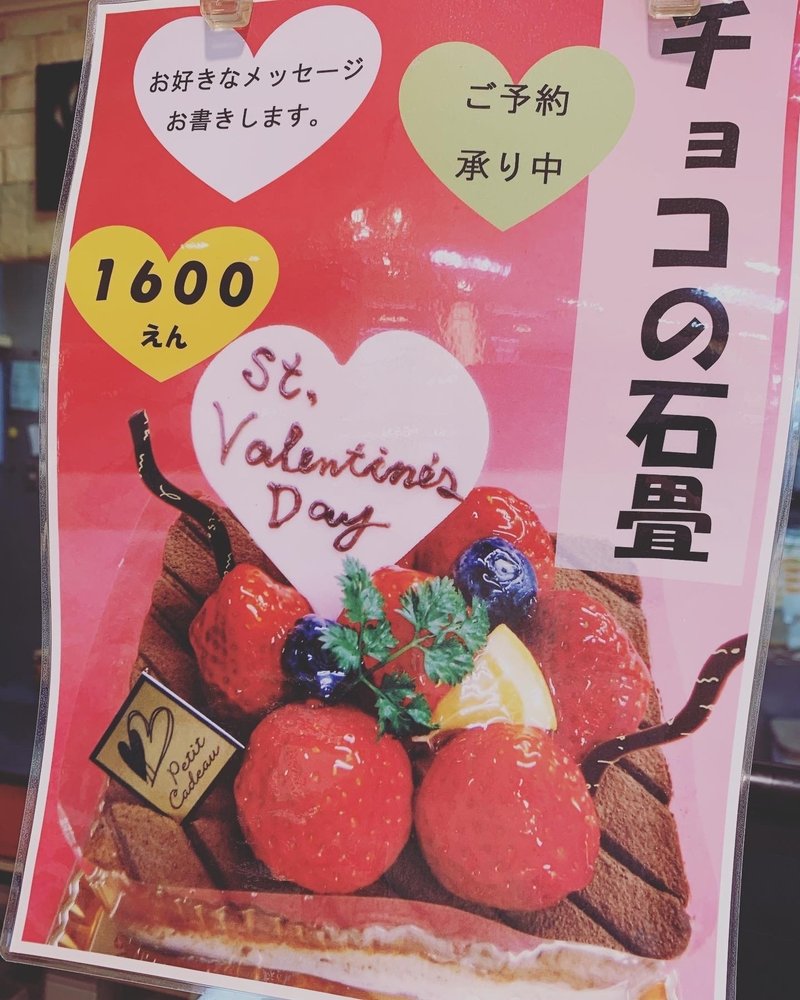 お好きなメッセージ
お書きします。
ご予約
承り中
チョコの石畳
1600
えん
St.
Valentine's
Day
Petit
Cadeau